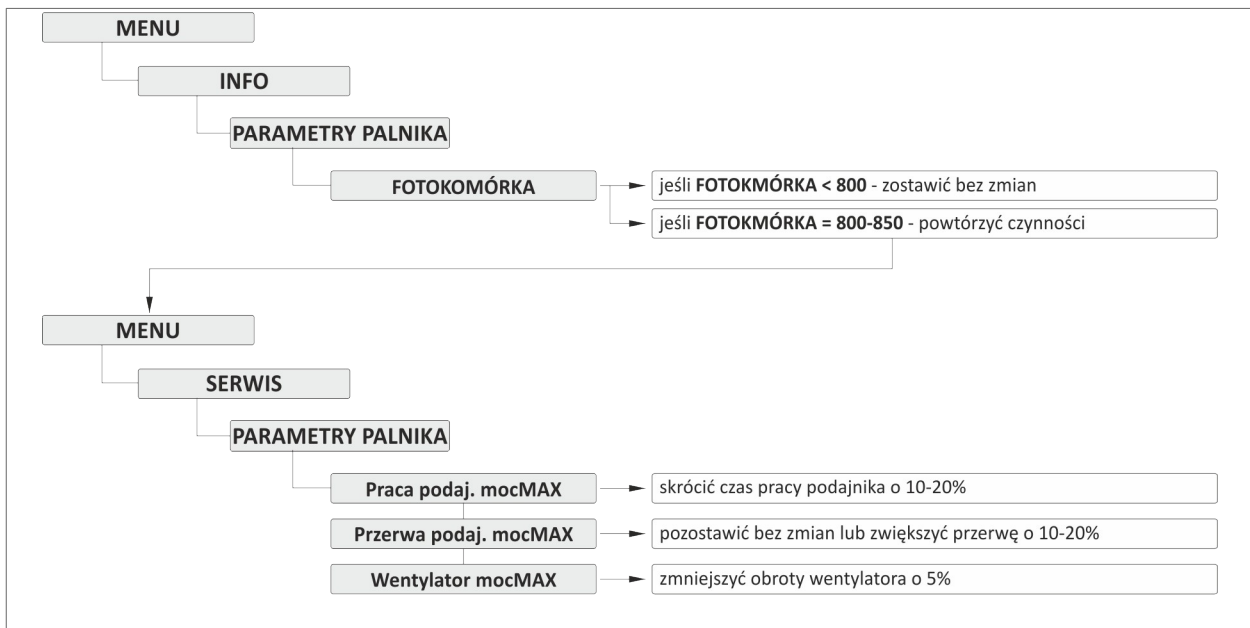 MENU
INFO
PARAMETRY PALNIKA
FOTOKOMÓRKA
jeśli FOTOKMÓRKA < 800 - zostawić bez zmian
jeśli FOTOKMÓRKA = 800-850 - powtórzyć czynności
MENU
SERWIS
PARAMETRY PALNIKA
Praca podaj. mocMAX
skrócić czas pracy podajnika o 10-20%
Przerwa podaj. mocMAX
pozostawić bez zmian lub zwiększyć przerwę o 10-20%
Wentylator mocMAX
zmniejszyć obroty wentylatora o 5%